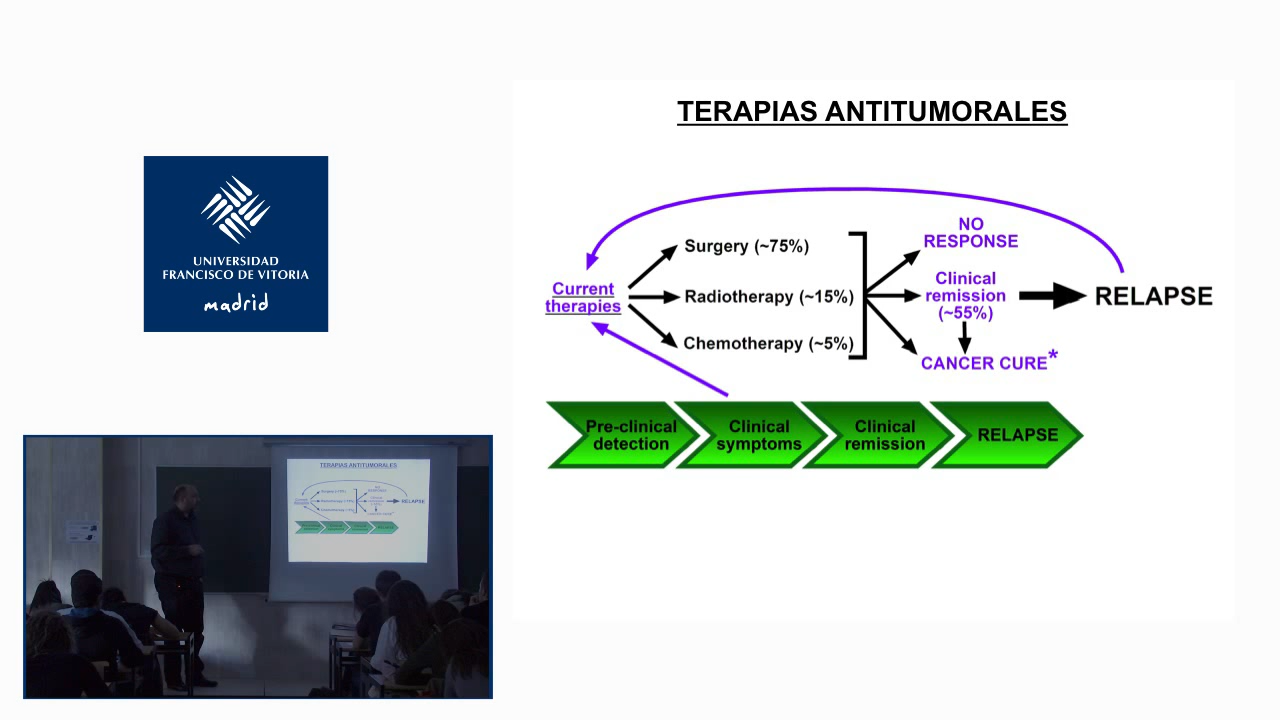 TERAPIAS ANTITUMORALES
NO
RESPONSE
Surgery (~75%)
Current
therapies
Radiotherapy (~15%)
Clinical
remission
(~55%)
RELAPSE
Chemotherapy (~5%)
CANCER CURE*
Pre-clinical
detection
Clinical
symptoms
Clinical
remission
RELAPSE
UNIVERSIDAD
FRANCISCO DE VITORIA
madrid
TERAPIAS ANTITUMORALES
RELAPSE